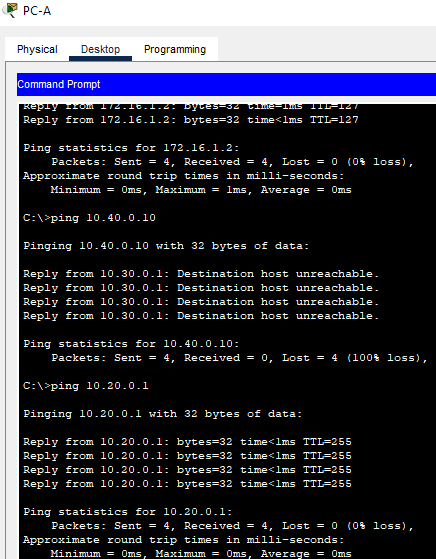 PC-A
Physical Desktop Programming
Command Prompt
Reply from 172.16.1.2: bytes=32 time=1ms TTL=127
Reply from 172.16.1.2: bytes=32 time<1ms TTL=127
Ping statistics for 172.16.1.2:
Packets: Sent = 4, Received = 4, Lost = 0 (0% loss),
Approximate round trip times in milli-seconds:
Minimum = 0ms, Maximum = 1ms, Average = 0ms
C:\>ping 10.40.0.10
Pinging 10.40.0.10 with 32 bytes of data:
Reply from 10.30.0.1: Destination host unreachable.
Reply from 10.30.0.1: Destination host unreachable.
Reply from 10.30.0.1: Destination host unreachable.
Reply from 10.30.0.1: Destination host unreachable.
Ping statistics for 10.40.0.10:
Packets: Sent = 4, Received = 0, Lost = 4 (100% loss),
C:\>ping 10.20.0.1
Pinging 10.20.0.1 with 32 bytes of data:
Reply from 10.20.0.1: bytes=32 time<1ms TTL=255
Reply from 10.20.0.1: bytes=32 time<1ms TTL=255
Reply from 10.20.0.1: bytes=32 time<1ms TTL=255
Reply from 10.20.0.1: bytes=32 time<1ms TTL=255
Ping statistics for 10.20.0.1:
Packets: Sent = 4, Received = 4, Lost = 0 (0% loss),
Approximate round trip times in milli-seconds:
Minimum = 0ms, Maximum = 0ms, Average = 0ms